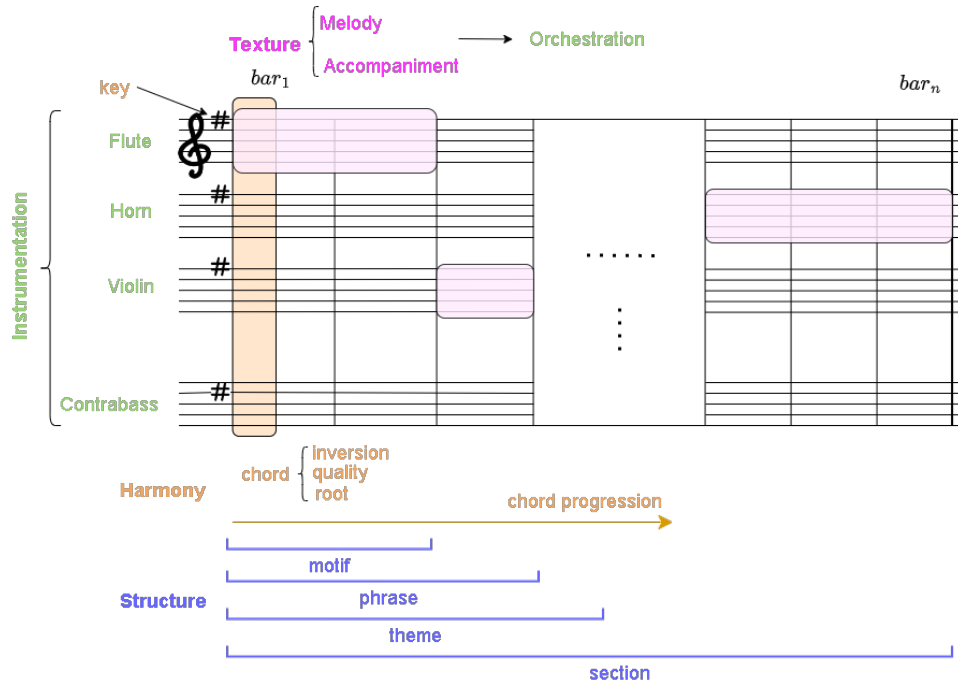 Melody
Texture
Orchestration
Accompaniment
bar₁
barₙ
key
#
Flute
#
Horn
#
Violin
Instrumentation
#
Contrabass
inversion
chord
quality
root
Harmony
chord progression
motif
phrase
Structure
theme
section